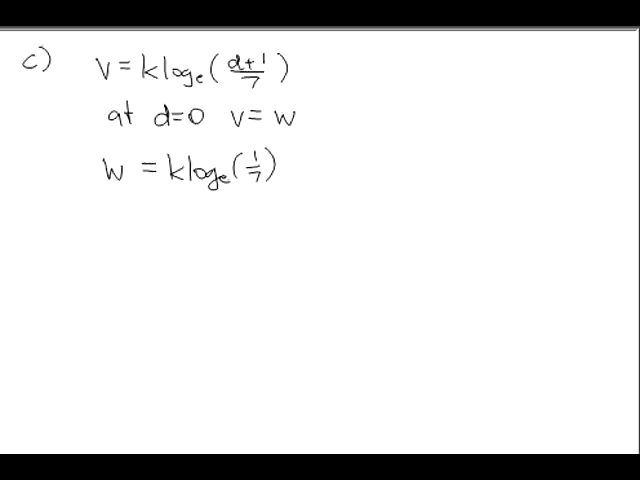 c) V = k logₑ((d+1)/7)
at d=0 V = W
W = k logₑ(1/7)